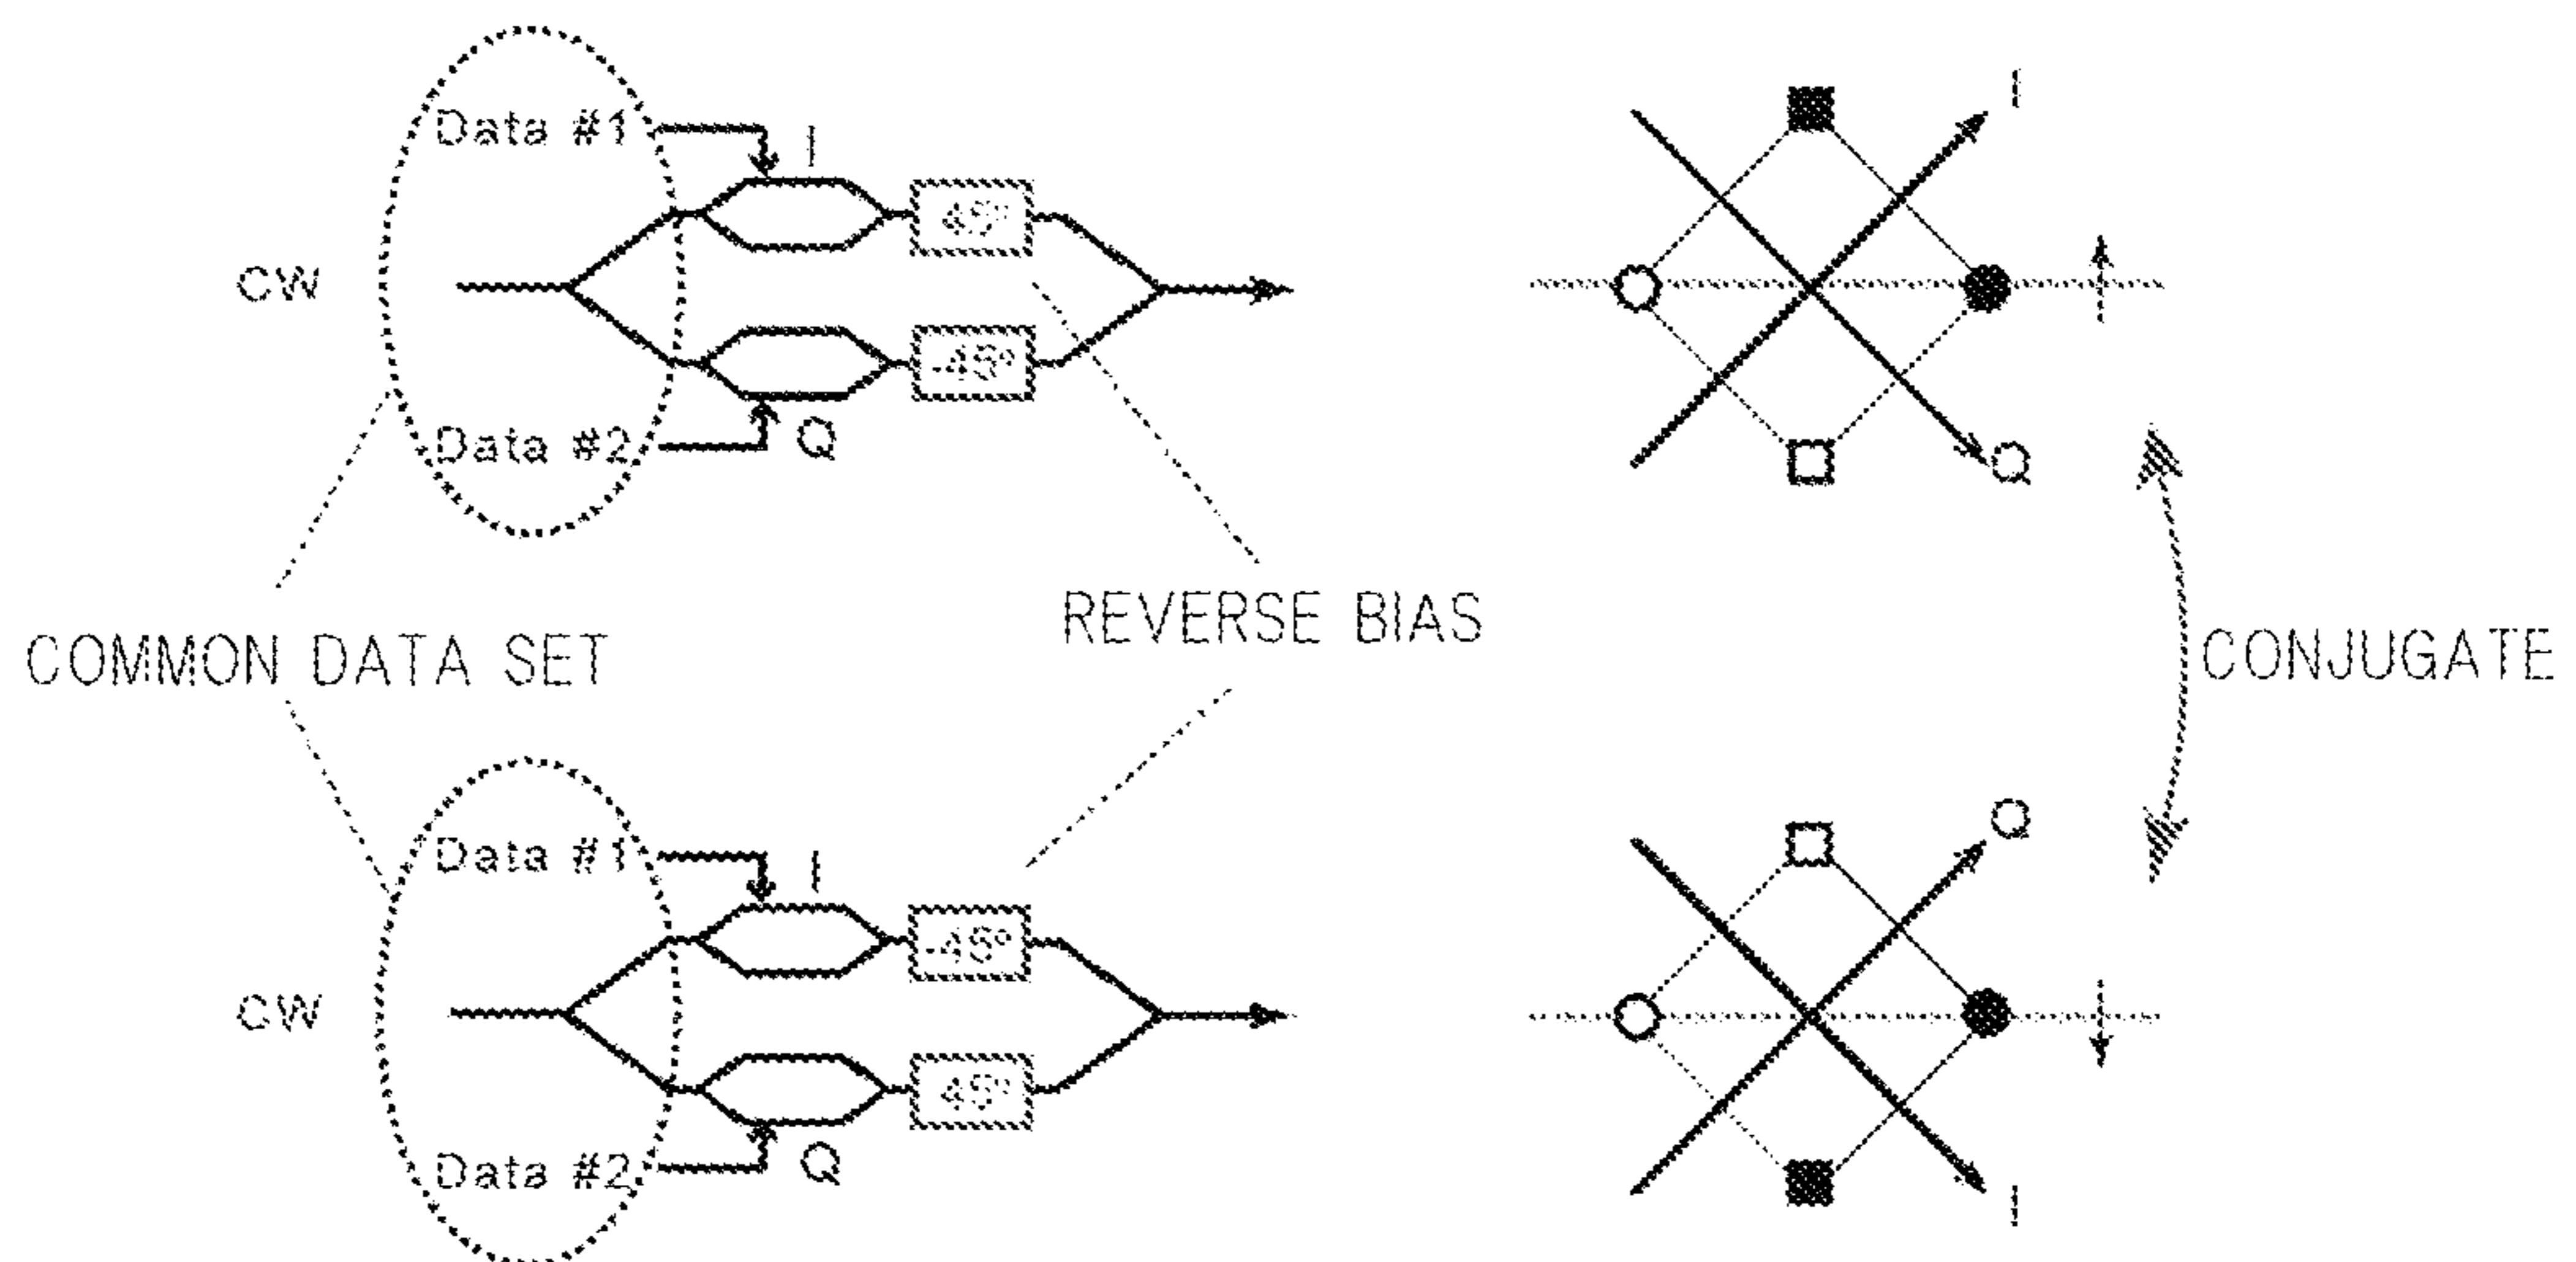 Data #1
I
45°
CW
-45°
Data #2
Q
I
Q
COMMON DATA SET
REVERSE BIAS
CONJUGATE
Data #1
I
-45°
CW
45°
Data #2
Q
Q
I